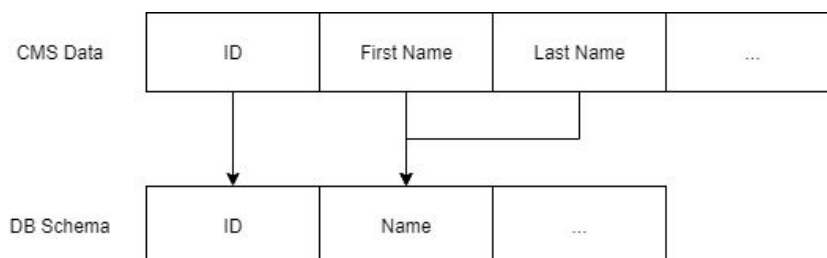 CMS Data ID First Name Last Name ...
DB Schema ID Name ...